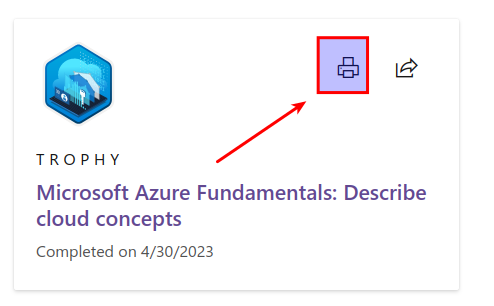 TROPHY
Microsoft Azure Fundamentals: Describe
cloud concepts
Completed on 4/30/2023